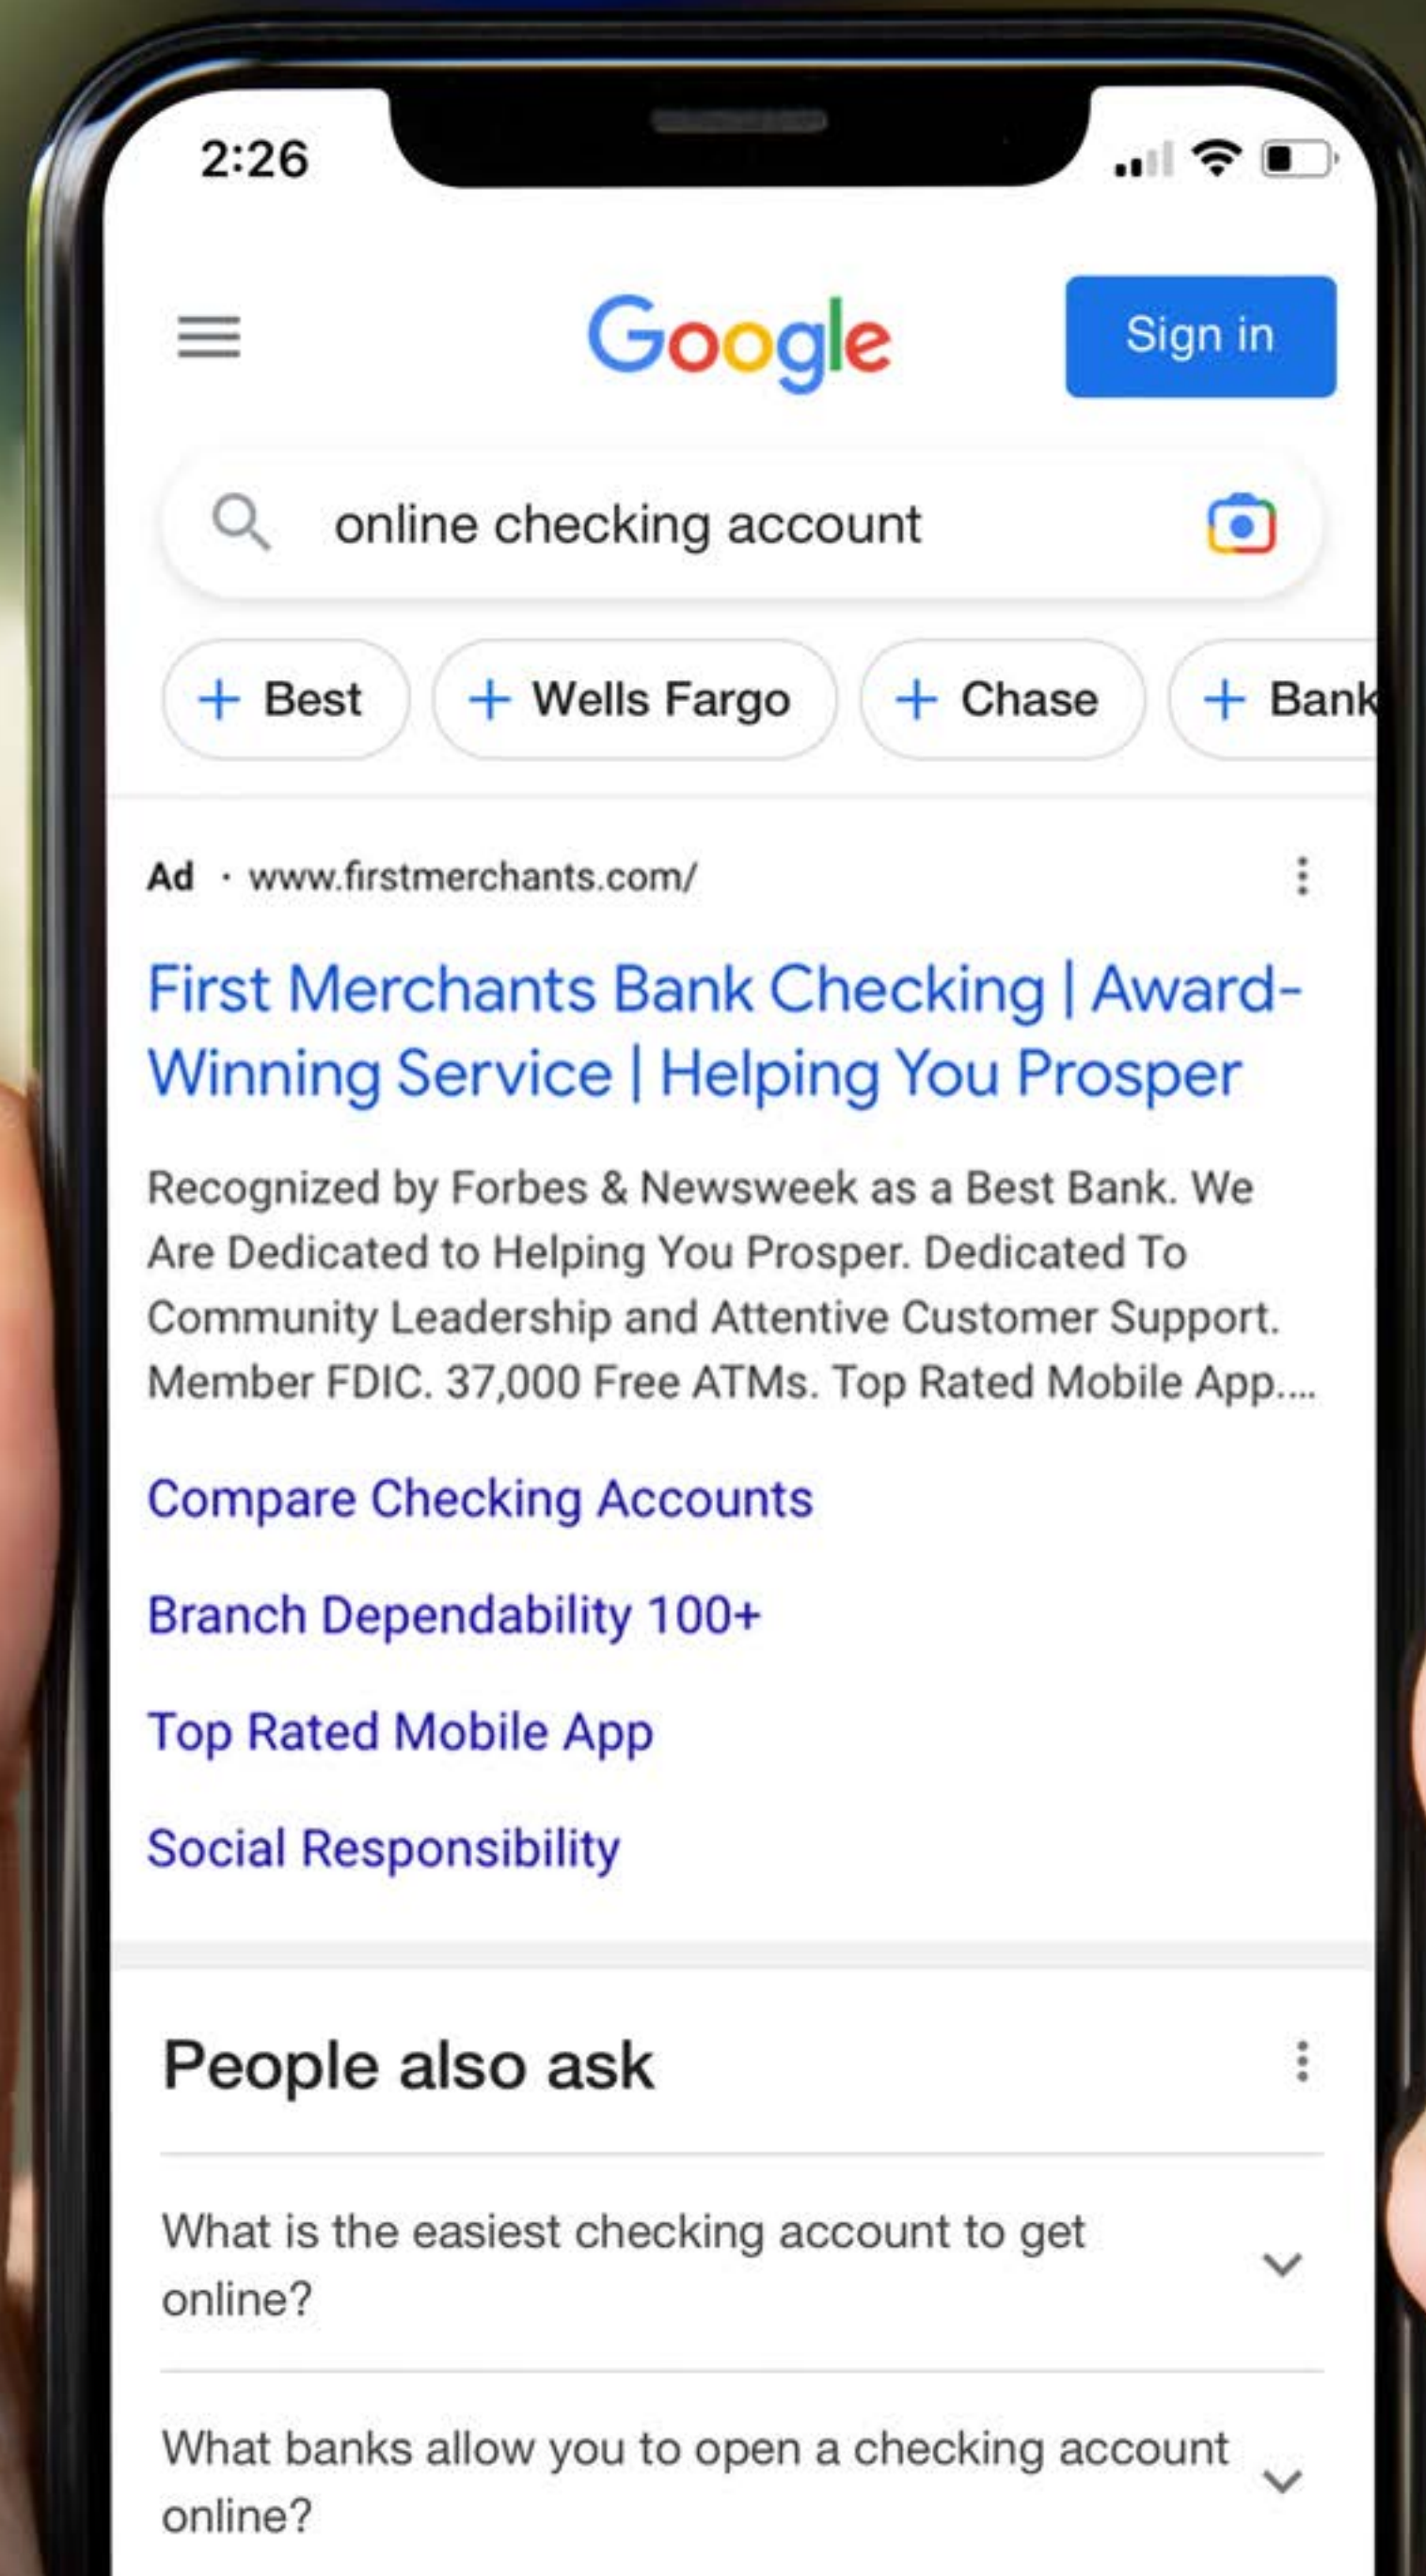 2:26
Google
Sign in
online checking account
+ Best + Wells Fargo + Chase + Bank
Ad · www.firstmerchants.com/
First Merchants Bank Checking | Award-
Winning Service | Helping You Prosper
Recognized by Forbes & Newsweek as a Best Bank. We
Are Dedicated to Helping You Prosper. Dedicated To
Community Leadership and Attentive Customer Support.
Member FDIC. 37,000 Free ATMs. Top Rated Mobile App....
Compare Checking Accounts
Branch Dependability 100+
Top Rated Mobile App
Social Responsibility
People also ask
What is the easiest checking account to get
online?
What banks allow you to open a checking account
online?